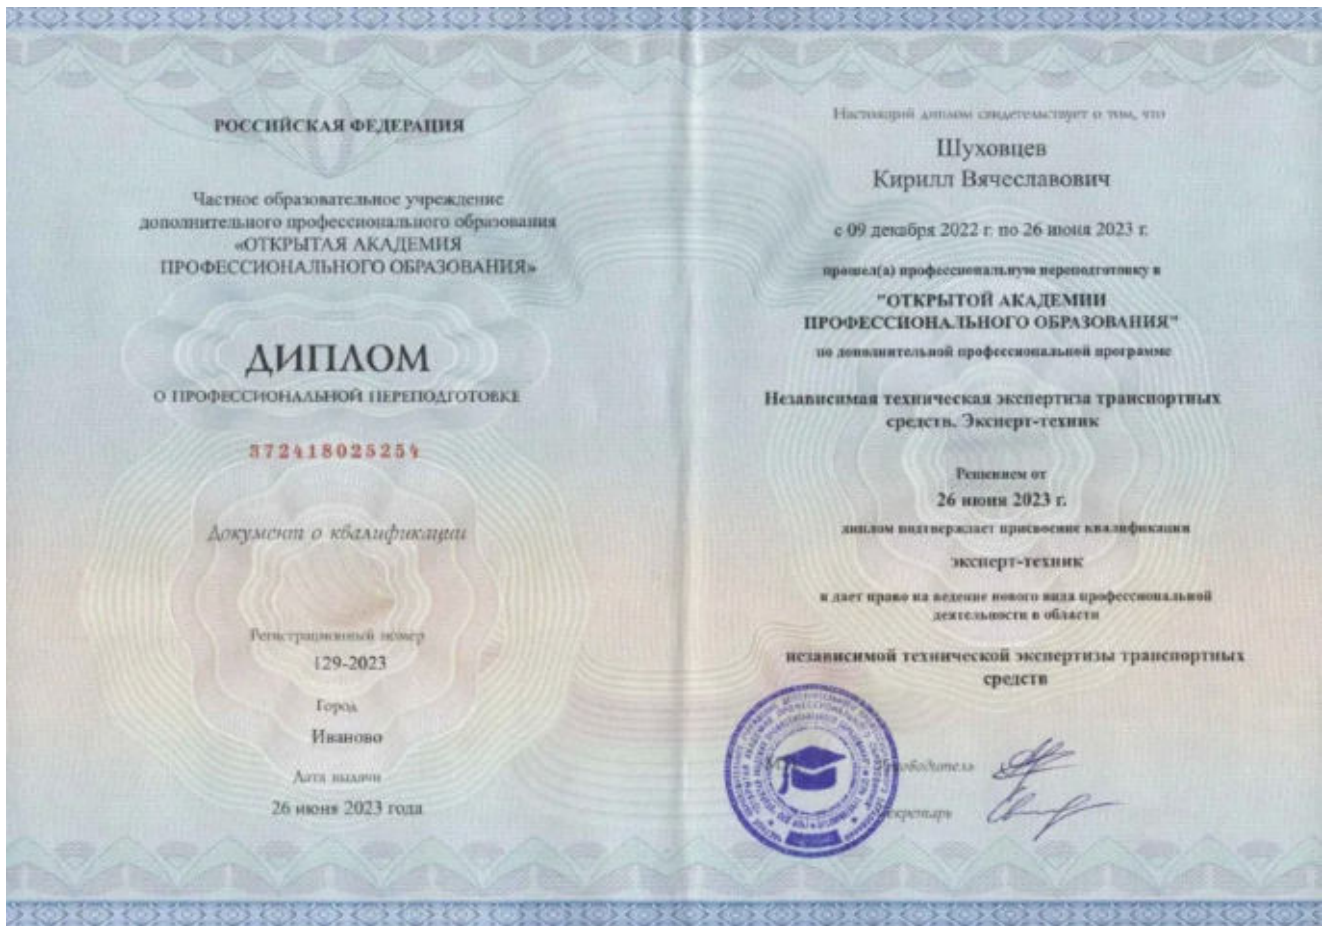 РОССИЙСКАЯ ФЕДЕРАЦИЯ
Частное образовательное учреждение
дополнительного профессионального образования
«ОТКРЫТАЯ АКАДЕМИЯ
ПРОФЕССИОНАЛЬНОГО ОБРАЗОВАНИЯ»
ДИПЛОМ
О ПРОФЕССИОНАЛЬНОЙ ПЕРЕПОДГОТОВКЕ
372418025254
Документ о квалификации
Регистрационный номер
129-2023
Город
Иваново
Дата выдачи
26 июня 2023 года
Настоящий диплом свидетельствует о том, что
Шуховцев
Кирилл Вячеславович
с 09 декабря 2022 г. по 26 июня 2023 г.
прошел(а) профессиональную переподготовку в
"ОТКРЫТОЙ АКАДЕМИИ
ПРОФЕССИОНАЛЬНОГО ОБРАЗОВАНИЯ"
по дополнительной профессиональной программе
Независимая техническая экспертиза транспортных
средств. Эксперт-техник
Решением от
26 июня 2023 г.
диплом подтверждает присвоение квалификации
эксперт-техник
и дает право на ведение нового вида профессиональной
деятельности в области
независимой технической экспертизы транспортных
средств
Руководитель
Секретарь